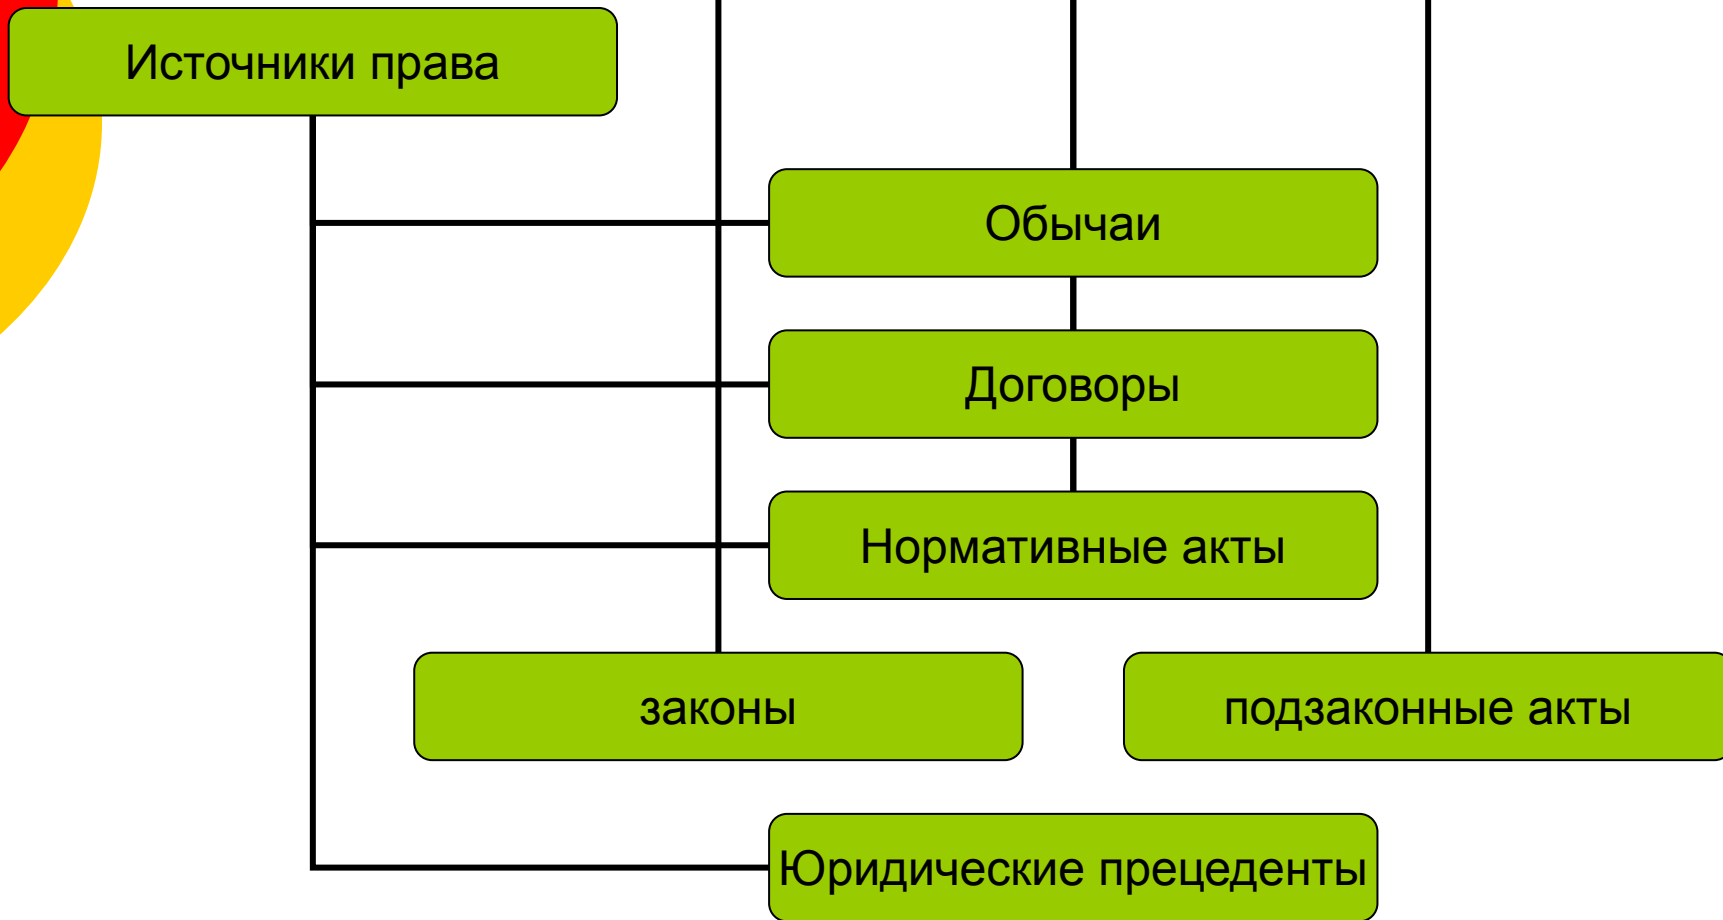 Источники права
Обычаи
Договоры
Нормативные акты
законы
подзаконные акты
Юридические прецеденты